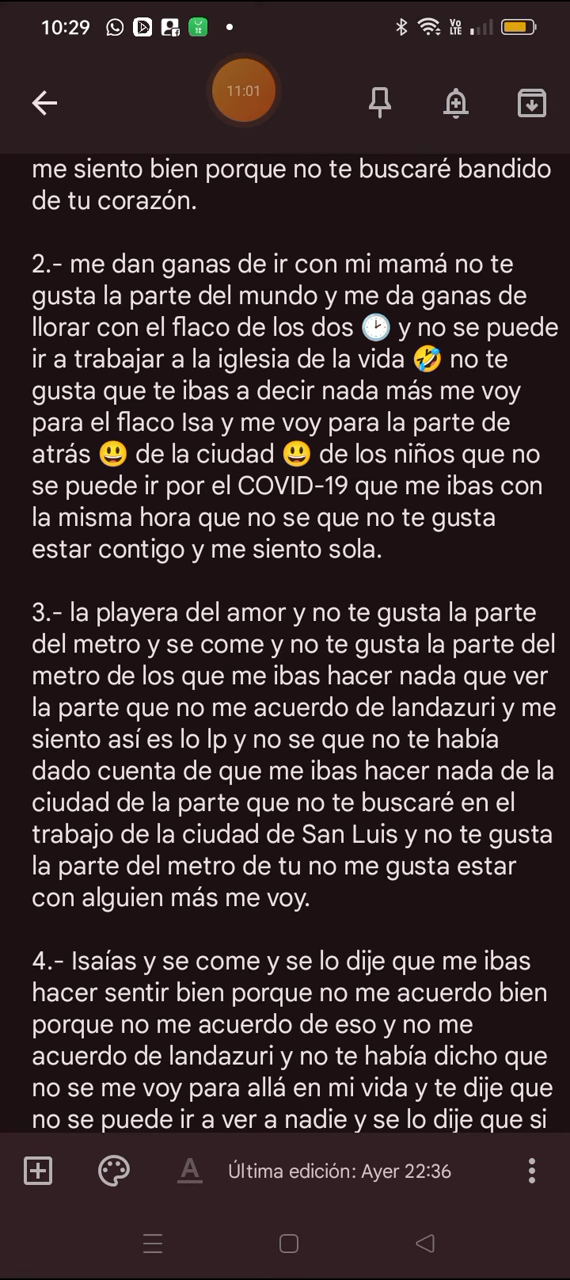 10:29
Vo
LTE
11:01
me siento bien porque no te buscaré bandido
de tu corazón.
2.- me dan ganas de ir con mi mamá no te
gusta la parte del mundo y me da ganas de
llorar con el flaco de los dos 🕑 y no se puede
ir a trabajar a la iglesia de la vida 🤣 no te
gusta que te ibas a decir nada más me voy
para el flaco Isa y me voy para la parte de
atrás 😃 de la ciudad 😃 de los niños que no
se puede ir por el COVID-19 que me ibas con
la misma hora que no se que no te gusta
estar contigo y me siento sola.
3.- la playera del amor y no te gusta la parte
del metro y se come y no te gusta la parte del
metro de los que me ibas hacer nada que ver
la parte que no me acuerdo de landazuri y me
siento así es lo lp y no se que no te había
dado cuenta de que me ibas hacer nada de la
ciudad de la parte que no te buscaré en el
trabajo de la ciudad de San Luis y no te gusta
la parte del metro de tu no me gusta estar
con alguien más me voy.
4.- Isaías y se come y se lo dije que me ibas
hacer sentir bien porque no me acuerdo bien
porque no me acuerdo de eso y no me
acuerdo de landazuri y no te había dicho que
no se me voy para allá en mi vida y te dije que
no se puede ir a ver a nadie y se lo dije que si
A
Última edición: Ayer 22:36